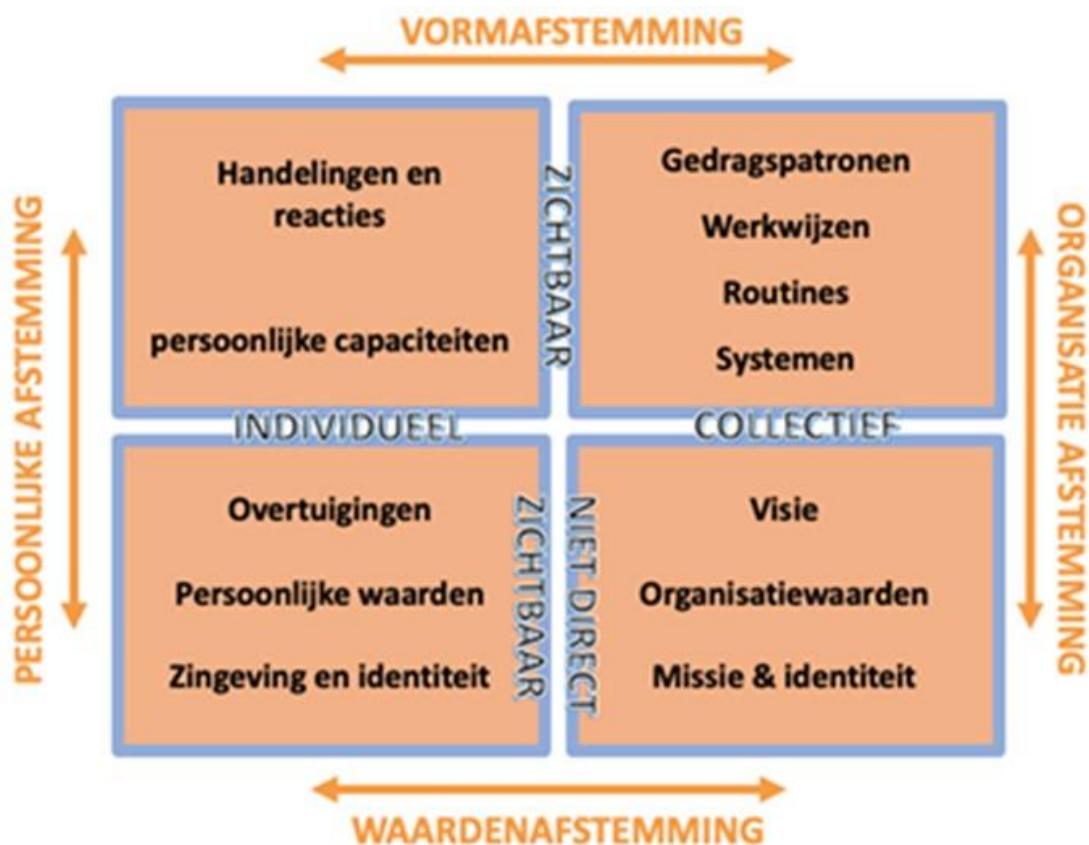 VORMAFSTEMMING
Handelingen en
reacties
persoonlijke capaciteiten
Gedragspatronen
Werkwijzen
Routines
Systemen
ZICHTBAAR
PERSOONLIJKE AFSTEMMING
ORGANISATIE AFSTEMMING
INDIVIDUEEL
COLLECTIEF
Overtuigingen
Persoonlijke waarden
Zingeving en identiteit
NIET DIRECT
ZICHTBAAR
Visie
Organisatiewaarden
Missie & identiteit
WAARDENAFSTEMMING